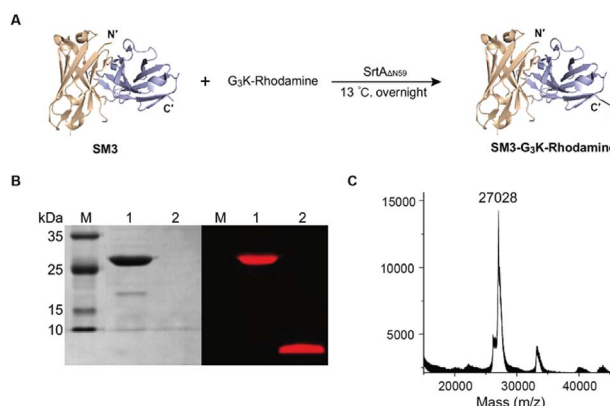 A
N'
C'
SM3
+
G₃K-Rhodamine
SrtAΔN59
13 °C, overnight
N'
C'
SM3-G₃K-Rhodamine
B
kDa M 1 2 M 1 2
35
25
15
10
C
27028
15000
10000
5000
20000 30000 40000
Mass (m/z)